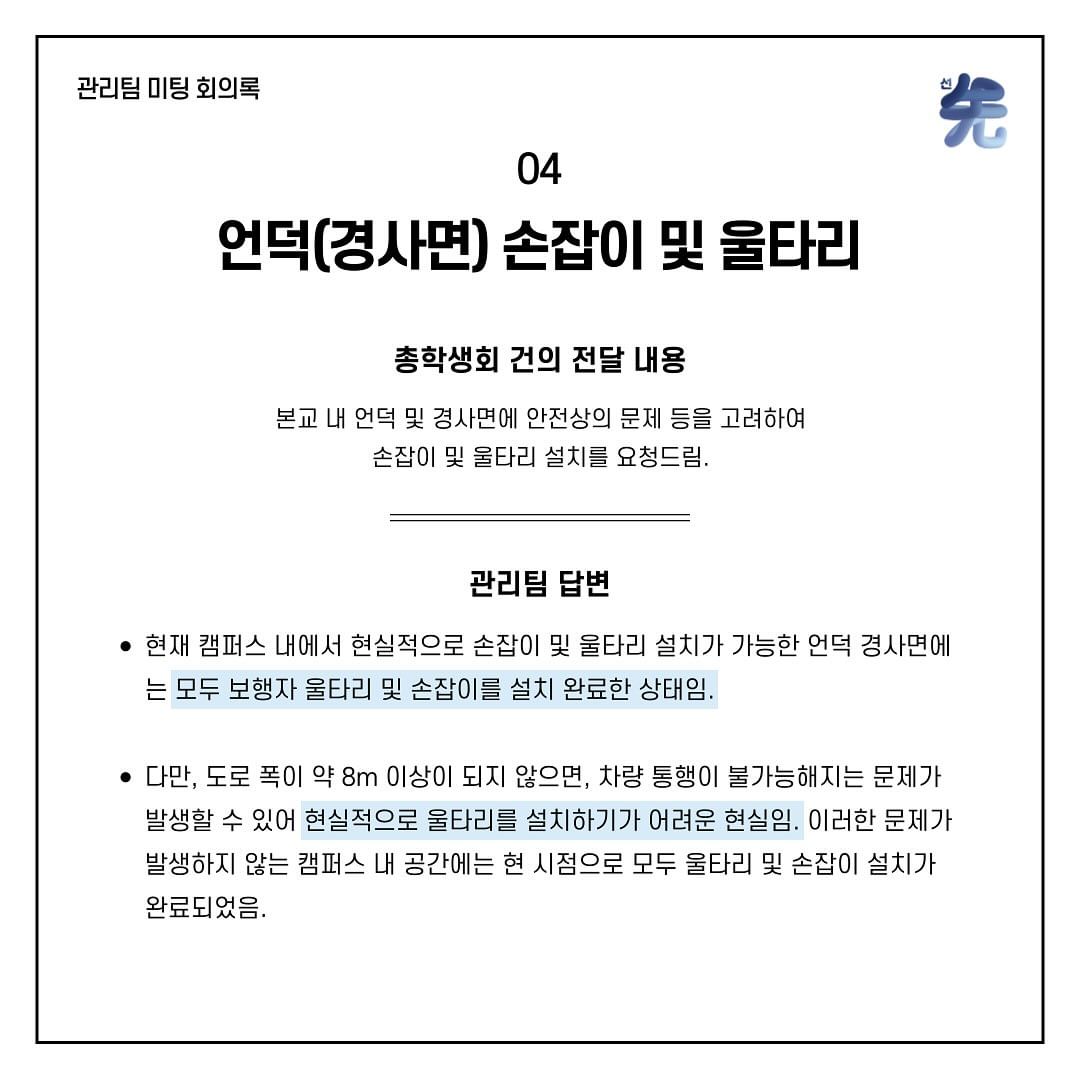 관리팀 미팅 회의록
선
先
04
언덕(경사면) 손잡이 및 울타리
총학생회 건의 전달 내용
본교 내 언덕 및 경사면에 안전상의 문제 등을 고려하여
손잡이 및 울타리 설치를 요청드림.
관리팀 답변
• 현재 캠퍼스 내에서 현실적으로 손잡이 및 울타리 설치가 가능한 언덕 경사면에
는 모두 보행자 울타리 및 손잡이를 설치 완료한 상태임.
• 다만, 도로 폭이 약 8m 이상이 되지 않으면, 차량 통행이 불가능해지는 문제가
발생할 수 있어 현실적으로 울타리를 설치하기가 어려운 현실임. 이러한 문제가
발생하지 않는 캠퍼스 내 공간에는 현 시점으로 모두 울타리 및 손잡이 설치가
완료되었음.